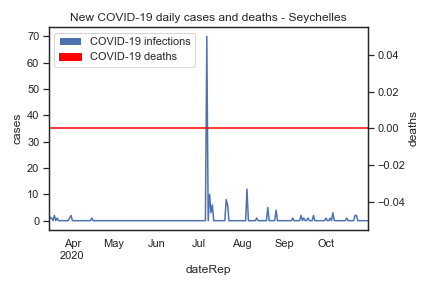 New COVID-19 daily cases and deaths - Seychelles
COVID-19 infections
COVID-19 deaths
cases
70
60
50
40
30
20
10
0
deaths
0.04
0.02
0.00
−0.02
−0.04
Apr
2020
May
Jun
Jul
Aug
Sep
Oct
dateRep